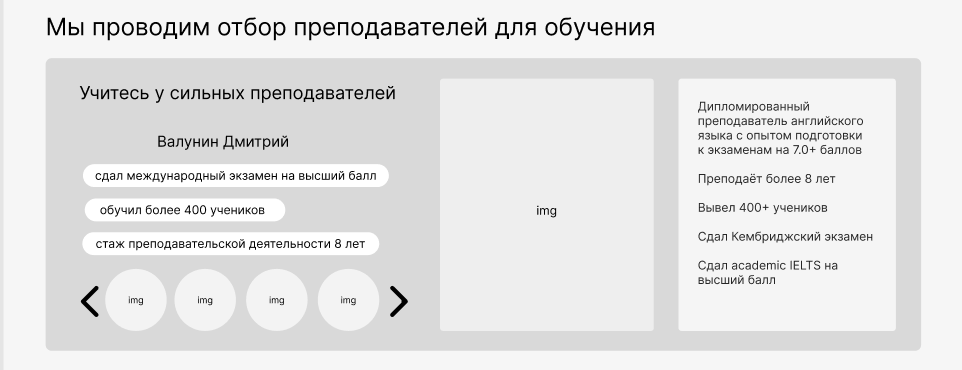 Мы проводим отбор преподавателей для обучения
Учитесь у сильных преподавателей
Валунин Дмитрий
сдал международный экзамен на высший балл
обучил более 400 учеников
стаж преподавательской деятельности 8 лет
img
img
img
img
img
Дипломированный
преподаватель английского
языка с опытом подготовки
к экзаменам на 7.0+ баллов
Преподаёт более 8 лет
Вывел 400+ учеников
Сдал Кембриджский экзамен
Сдал academic IELTS на
высший балл